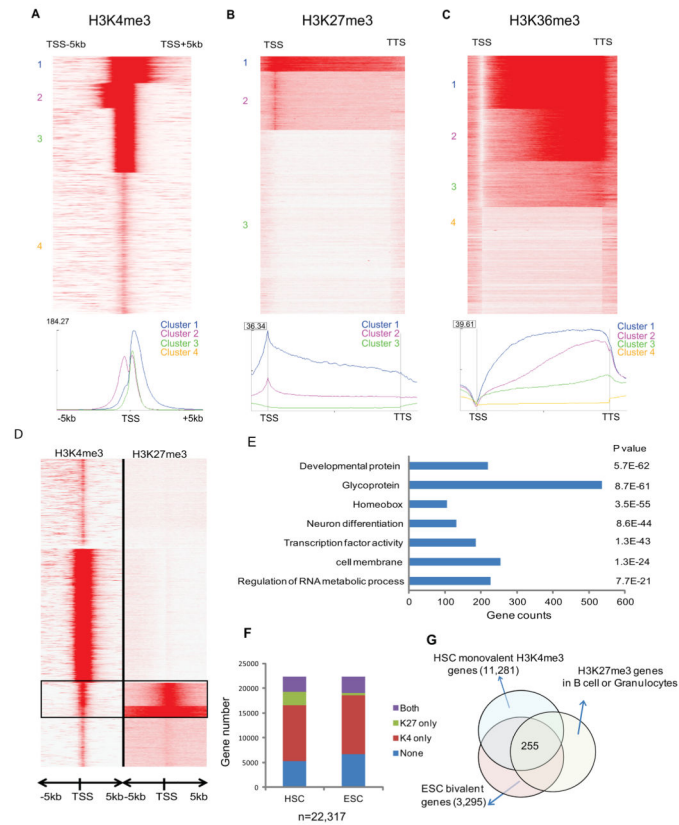 A H3K4me3
TSS-5kb TSS+5kb
1
2
3
4
184.27
Cluster 1
Cluster 2
Cluster 3
Cluster 4
-5kb TSS +5kb
B H3K27me3
TSS TTS
1
2
3
36.34
Cluster 1
Cluster 2
Cluster 3
TSS TTS
C H3K36me3
TSS TTS
1
2
3
4
39.61
Cluster 1
Cluster 2
Cluster 3
Cluster 4
TSS TTS
D
H3K4me3 H3K27me3
-5kb TSS 5kb -5kb TSS 5kb
E
P value
Developmental protein 5.7E-62
Glycoprotein 8.7E-61
Homeobox 3.5E-55
Neuron differentiation 8.6E-44
Transcription factor activity 1.3E-43
cell membrane 1.3E-24
Regulation of RNA metabolic process 7.7E-21
0 100 200 300 400 500 600
Gene counts
F
Gene number
25000
20000
15000
10000
5000
0
HSC ESC
n=22,317
Both
K27 only
K4 only
None
G
HSC monovalent H3K4me3
genes (11,281)
H3K27me3 genes
in B cell or Granulocytes
255
ESC bivalent
genes (3,295)